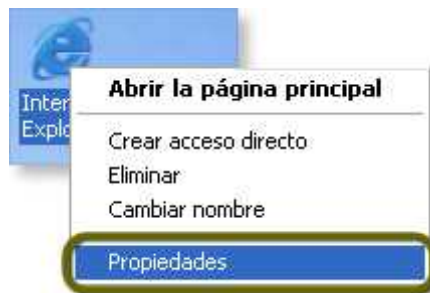 Abrir la página principal
Inter
Explo
Crear acceso directo
Eliminar
Cambiar nombre
Propiedades